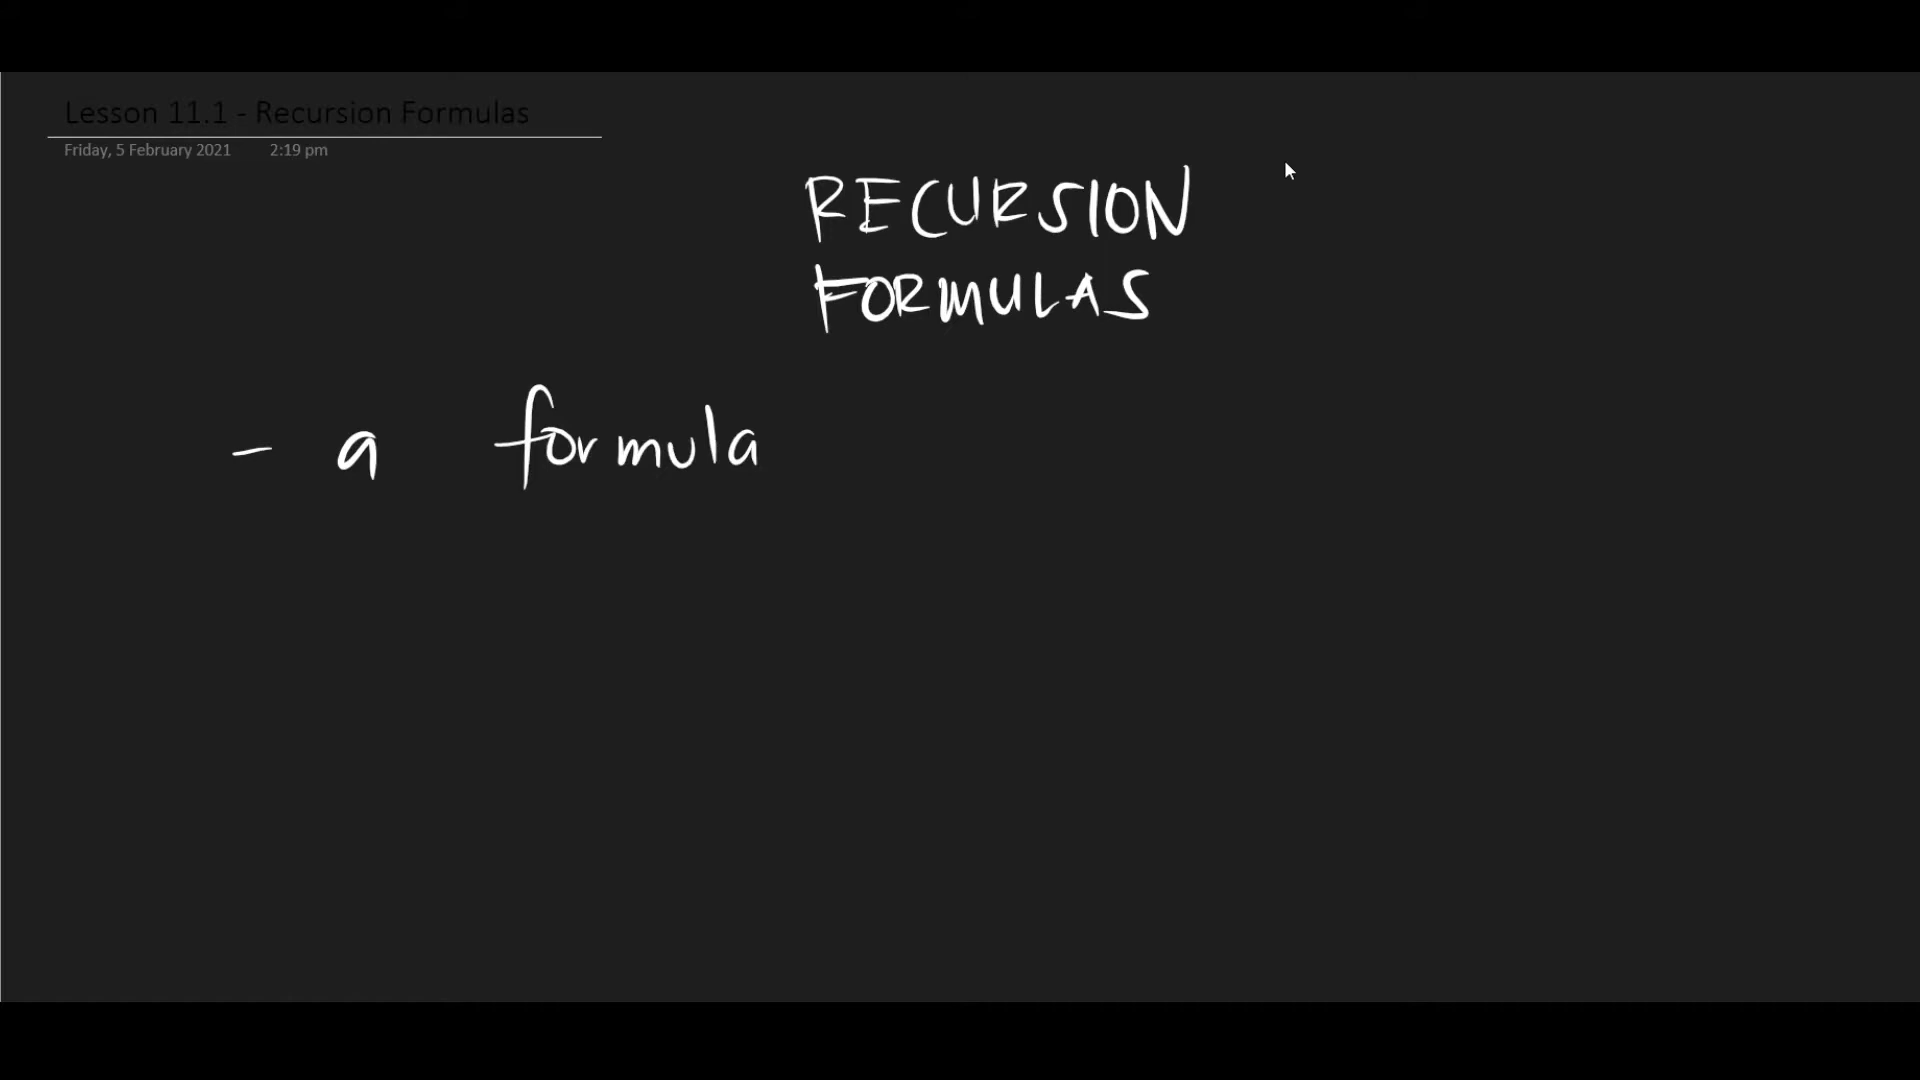 Lesson 11.1 - Recursion Formulas
Friday, 5 February 2021 2:19 pm
RECURSION
FORMULAS
- a formula